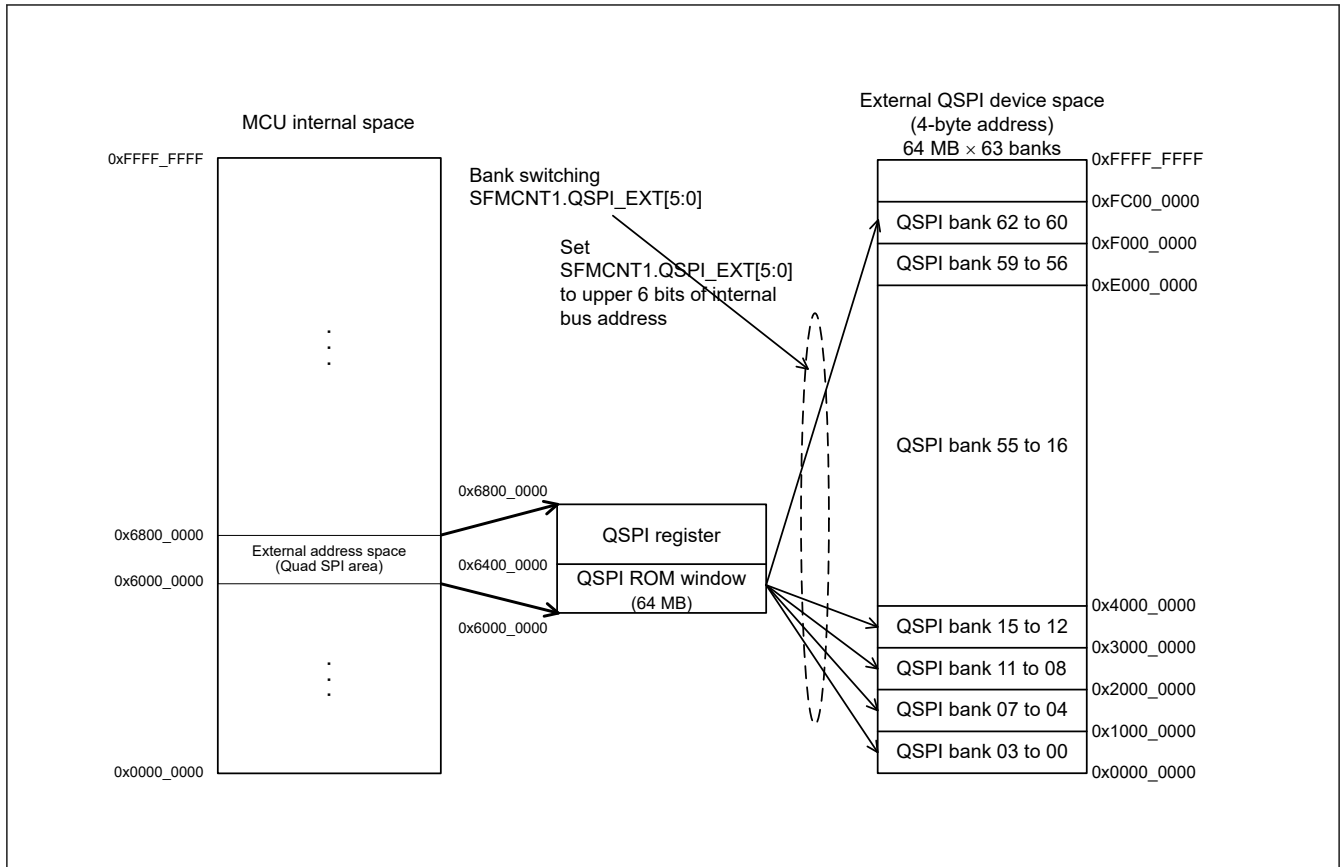 MCU internal space
0xFFFF_FFFF
.
.
.
0x6800_0000
External address space
(Quad SPI area)
0x6000_0000
.
.
.
0x0000_0000
Bank switching
SFMCNT1.QSPI_EXT[5:0]
Set
SFMCNT1.QSPI_EXT[5:0]
to upper 6 bits of internal
bus address
0x6800_0000
QSPI register
0x6400_0000
QSPI ROM window
(64 MB)
0x6000_0000
External QSPI device space
(4-byte address)
64 MB × 63 banks
0xFFFF_FFFF
0xFC00_0000
QSPI bank 62 to 60
0xF000_0000
QSPI bank 59 to 56
0xE000_0000
QSPI bank 55 to 16
0x4000_0000
QSPI bank 15 to 12
0x3000_0000
QSPI bank 11 to 08
0x2000_0000
QSPI bank 07 to 04
0x1000_0000
QSPI bank 03 to 00
0x0000_0000